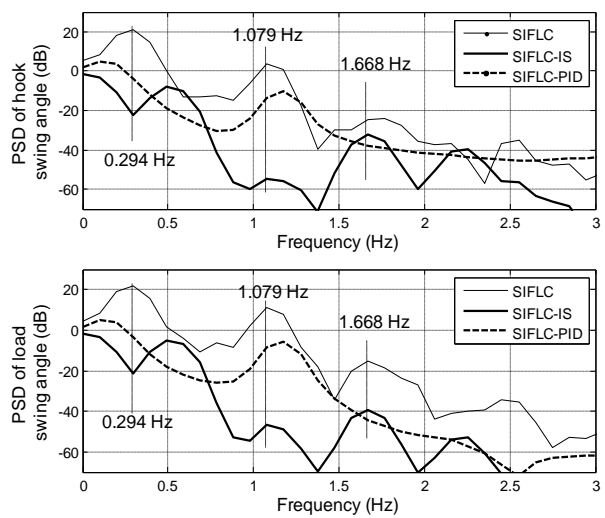 20
0
-20
-40
-60
PSD of hook
swing angle (dB)
1.079 Hz
1.668 Hz
0.294 Hz
SIFLC
SIFLC-IS
SIFLC-PID
0 0.5 1 1.5 2 2.5 3
Frequency (Hz)
20
0
-20
-40
-60
PSD of load
swing angle (dB)
1.079 Hz
1.668 Hz
0.294 Hz
SIFLC
SIFLC-IS
SIFLC-PID
0 0.5 1 1.5 2 2.5 3
Frequency (Hz)